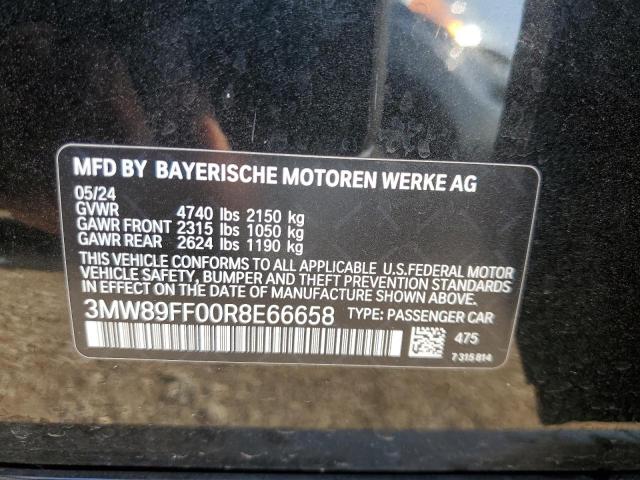 MFD BY BAYERISCHE MOTOREN WERKE AG
05/24
GVWR 4740 lbs 2150 kg
GAWR FRONT 2315 lbs 1050 kg
GAWR REAR 2624 lbs 1190 kg
THIS VEHICLE CONFORMS TO ALL APPLICABLE U.S.FEDERAL MOTOR
VEHICLE SAFETY, BUMPER AND THEFT PREVENTION STANDARDS
IN EFFECT ON THE DATE OF MANUFACTURE SHOWN ABOVE.
3MW89FF00R8E66658 TYPE: PASSENGER CAR
475
7 315 814